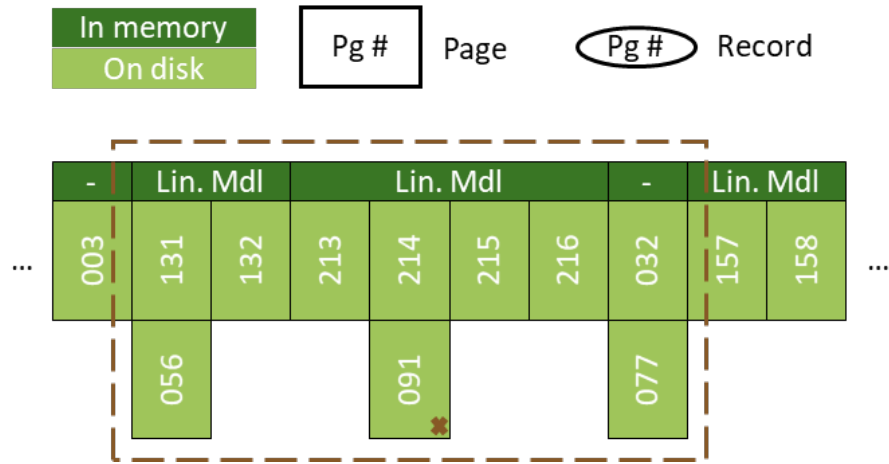 In memory
On disk
Pg #
Page
Pg #
Record
- Lin. Mdl Lin. Mdl - Lin. Mdl
... 003 131 132 213 214 215 216 032 157 158 ...
056 091 077